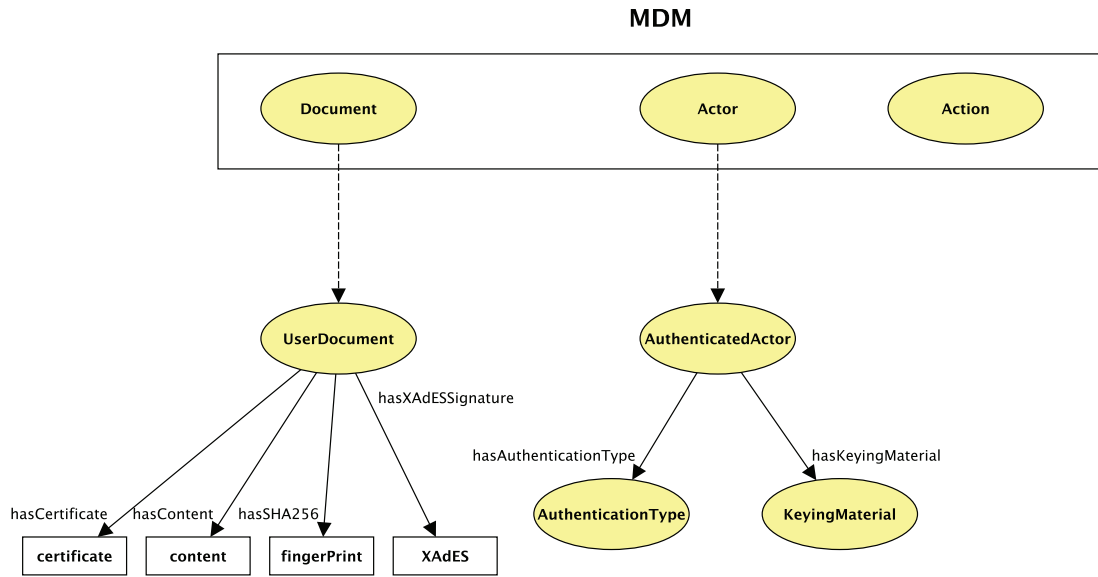 MDM
Document
Actor
Action
UserDocument
AuthenticatedActor
hasXAdESSignature
hasAuthenticationType
hasKeyingMaterial
hasCertificate
hasContent
hasSHA256
AuthenticationType
KeyingMaterial
certificate
content
fingerPrint
XAdES